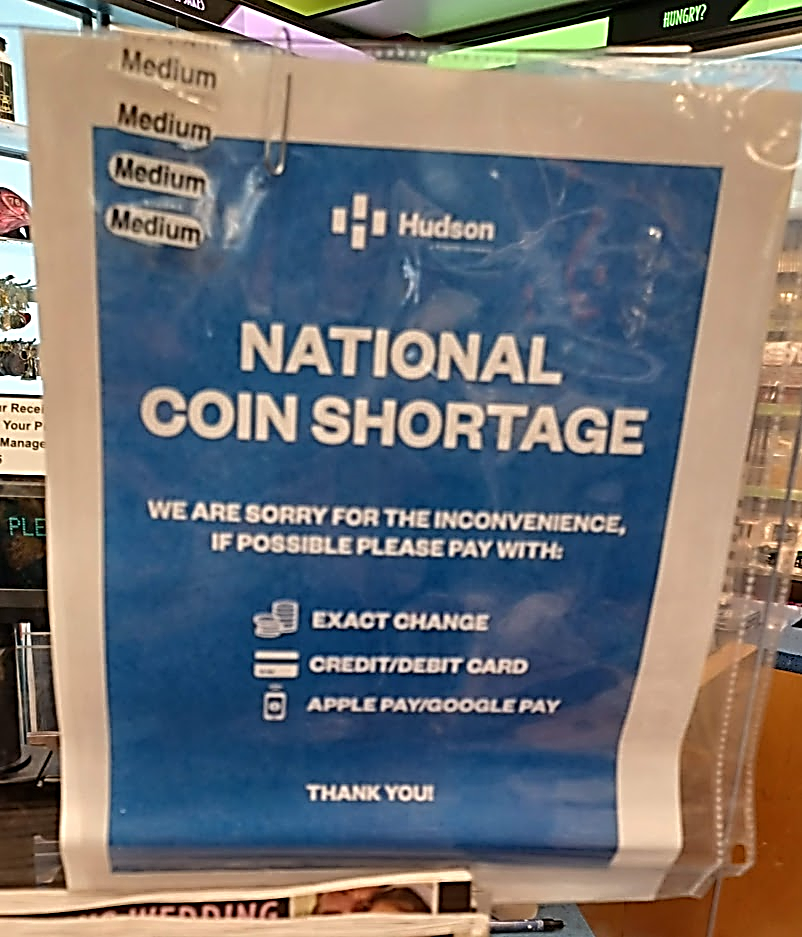 HUNGRY?
Medium
Medium
Medium
Medium
Hudson
NATIONAL
COIN SHORTAGE
WE ARE SORRY FOR THE INCONVENIENCE,
IF POSSIBLE PLEASE PAY WITH:
EXACT CHANGE
CREDIT/DEBIT CARD
APPLE PAY/GOOGLE PAY
THANK YOU!
Your
Manage
PLE
WEDDING